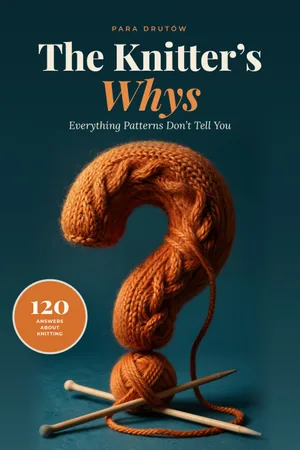 PARA DRUTÓW
The Knitter's
Whys
Everything Patterns Don't Tell You
120
ANSWERS
ABOUT
KNITTING